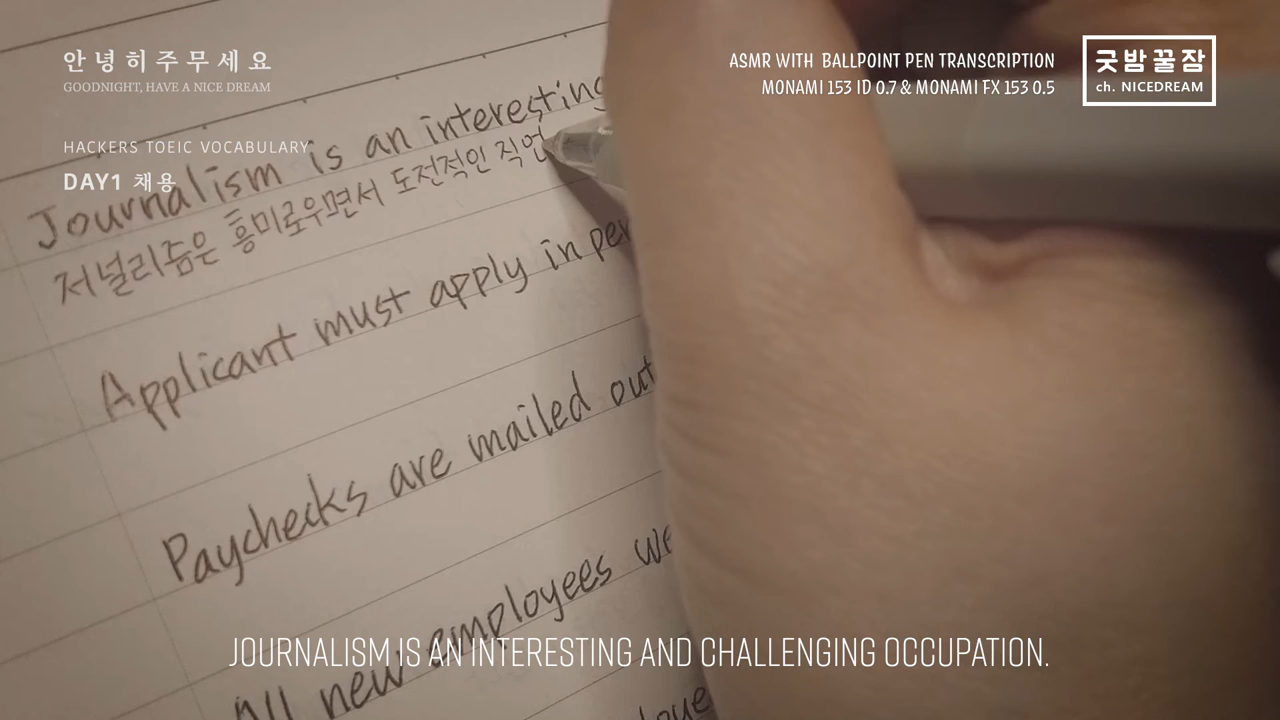 안녕히주무세요
GOODNIGHT, HAVE A NICE DREAM
HACKERS TOEIC VOCABULARY
DAY1 채용
ASMR WITH BALLPOINT PEN TRANSCRIPTION
MONAMI 153 ID 0.7 & MONAMI FX 153 0.5
굿밤꿀잠
ch. NICEDREAM
Journalism is an interesting
저널리즘은 흥미로우면서 도전적인 직업
Applicant must apply in per
Paychecks are mailed out
All new employees we
JOURNALISM IS AN INTERESTING AND CHALLENGING OCCUPATION.